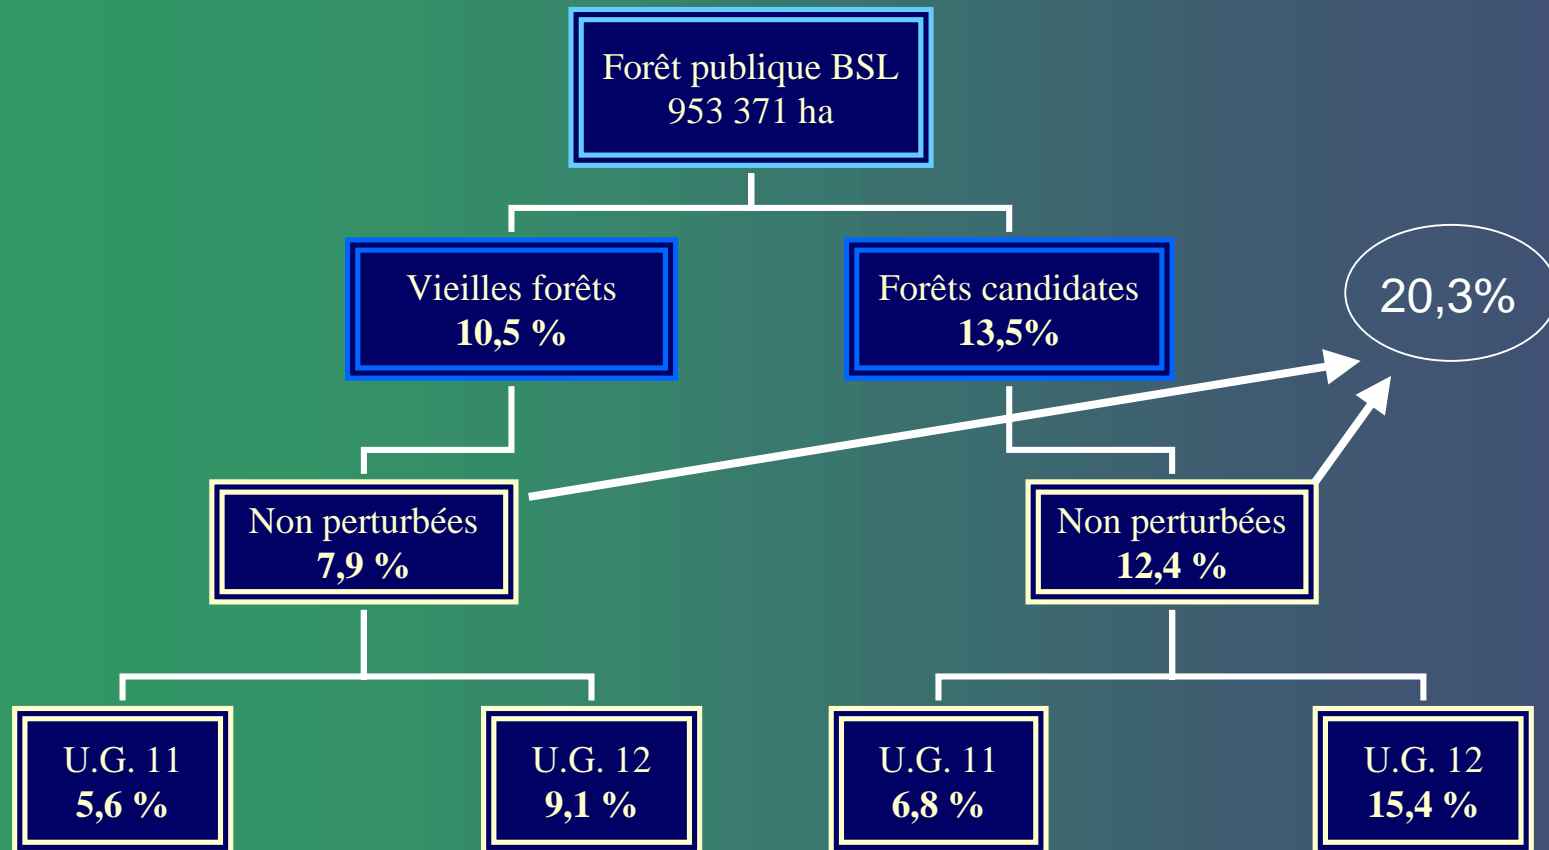 Forêt publique BSL
953 371 ha
Vieilles forêts
10,5 %
Forêts candidates
13,5%
20,3%
Non perturbées
7,9 %
Non perturbées
12,4 %
U.G. 11
5,6 %
U.G. 12
9,1 %
U.G. 11
6,8 %
U.G. 12
15,4 %